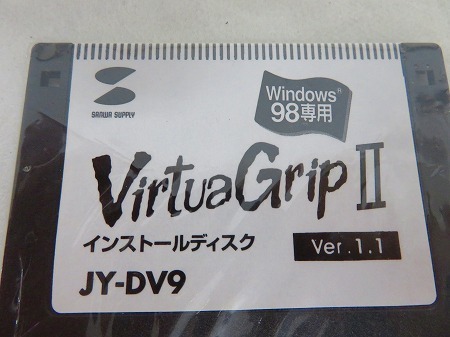 SANWA SUPPLY
Windows®
98専用
VirtuaGrip II
インストールディスク
Ver.1.1
JY-DV9